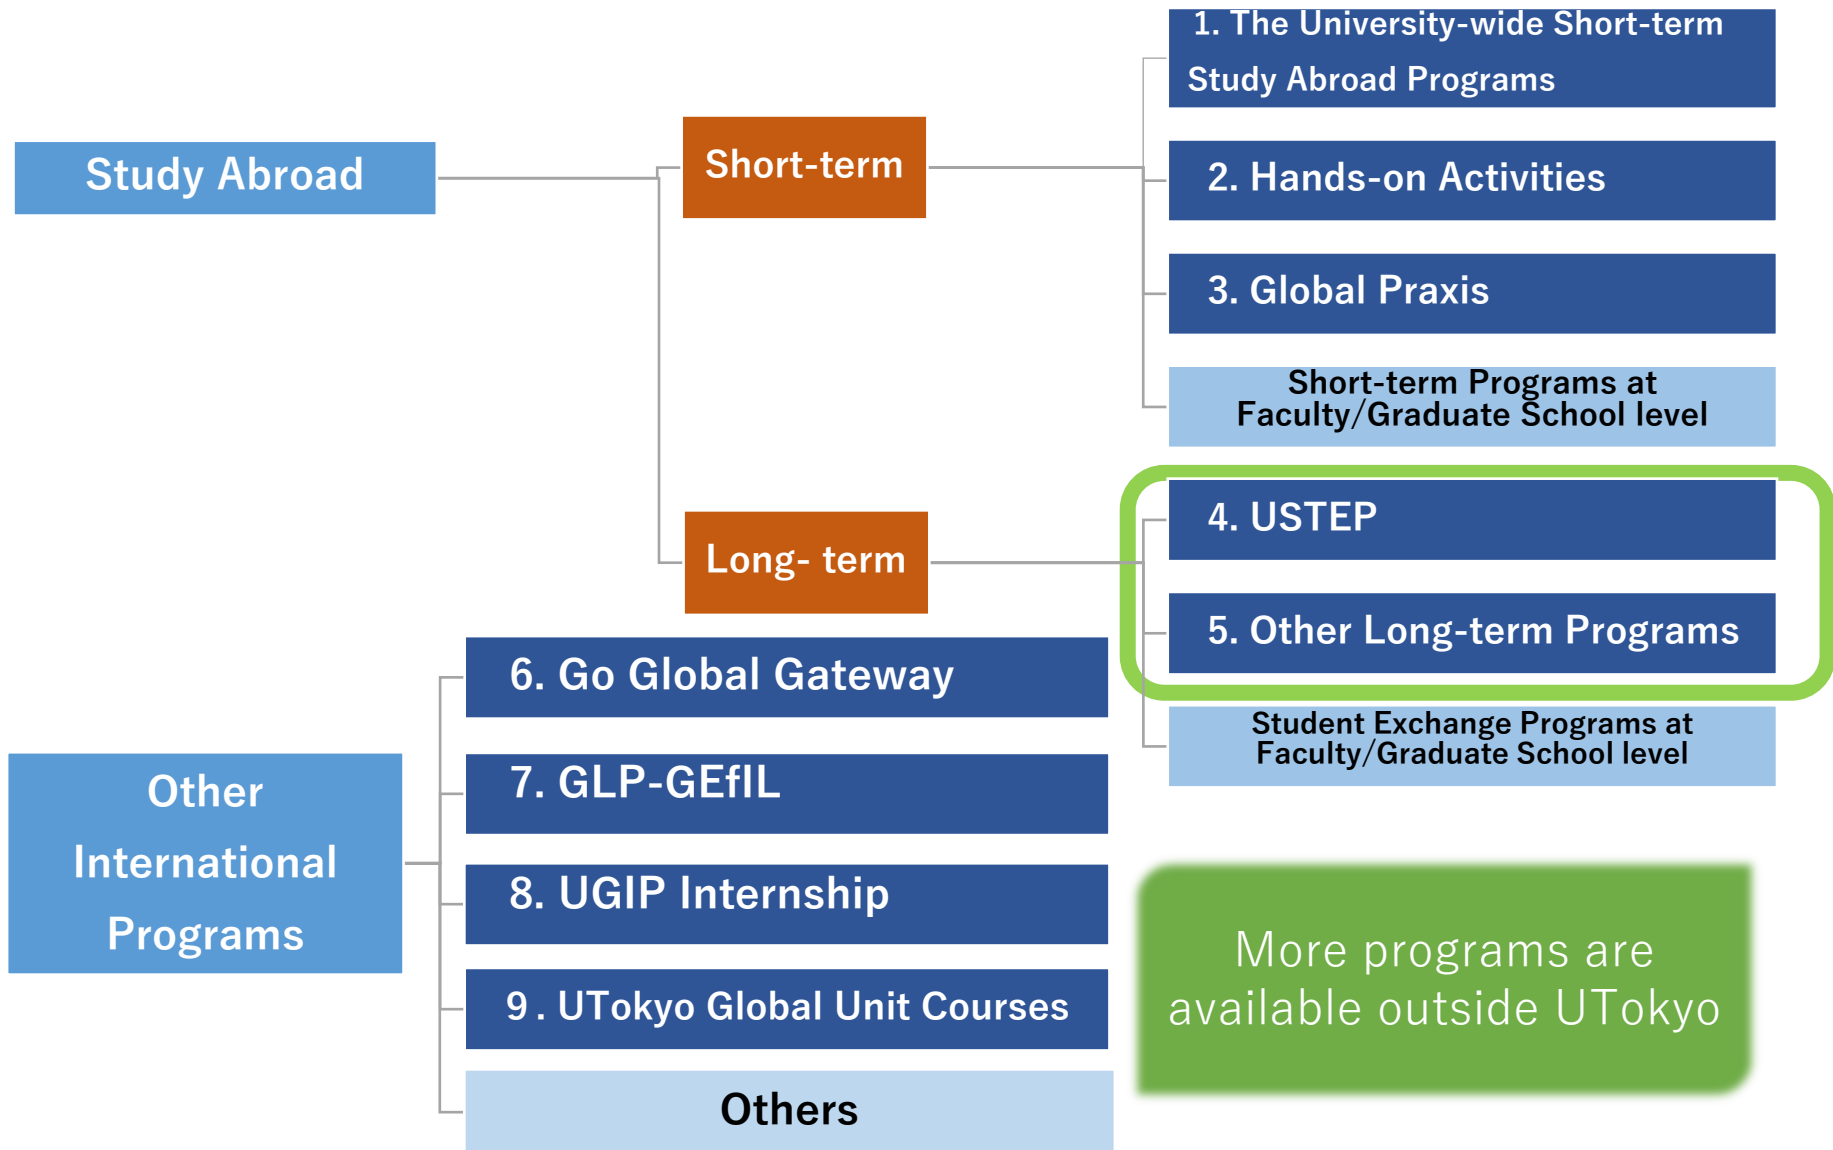 Study Abroad
Short-term
1. The University-wide Short-term
Study Abroad Programs
2. Hands-on Activities
3. Global Praxis
Short-term Programs at
Faculty/Graduate School level
Long- term
4. USTEP
5. Other Long-term Programs
Student Exchange Programs at
Faculty/Graduate School level
Other
International
Programs
6. Go Global Gateway
7. GLP-GEfIL
8. UGIP Internship
9. UTokyo Global Unit Courses
Others
More programs are
available outside UTokyo